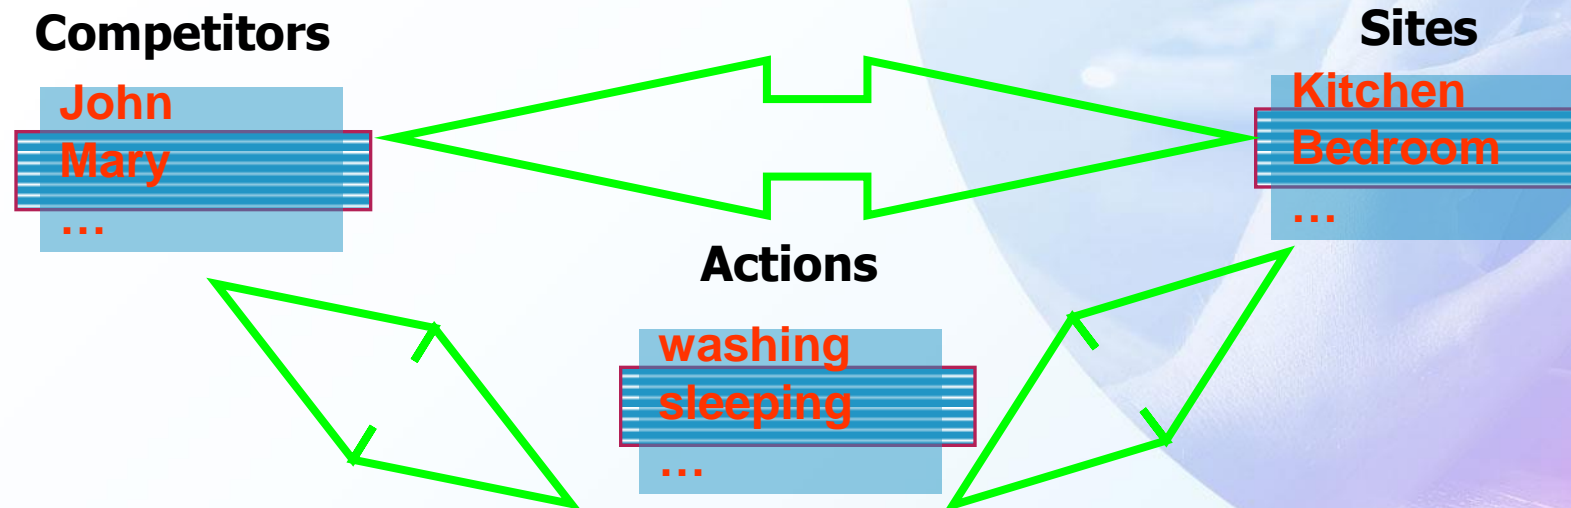 Competitors
John
Mary
…
Sites
Kitchen
Bedroom
…
Actions
washing
sleeping
…